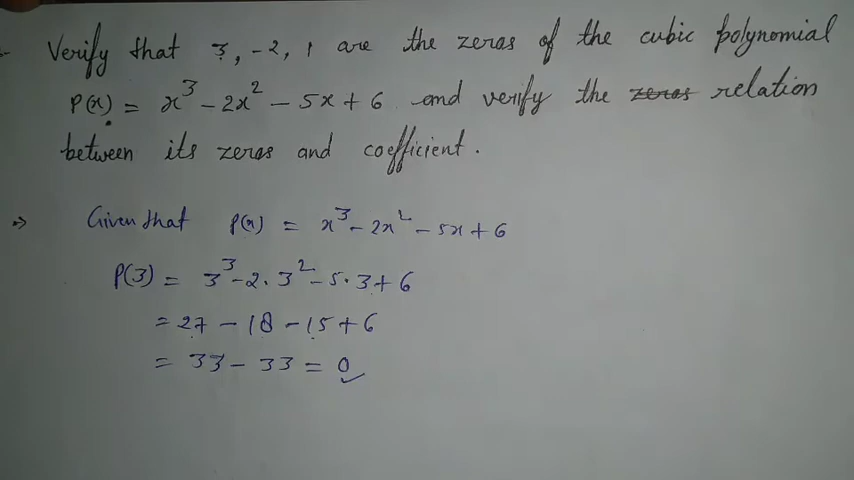 Verify that 3, -2, 1 are the zeros of the cubic polynomial
P(x) = x³ - 2x² - 5x + 6 and verify the zeros relation
between its zeros and coefficient.
⇒ Given that P(x) = x³ - 2x² - 5x + 6
P(3) = 3³ - 2·3² - 5·3 + 6
= 27 - 18 - 15 + 6
= 33 - 33 = 0 ✓